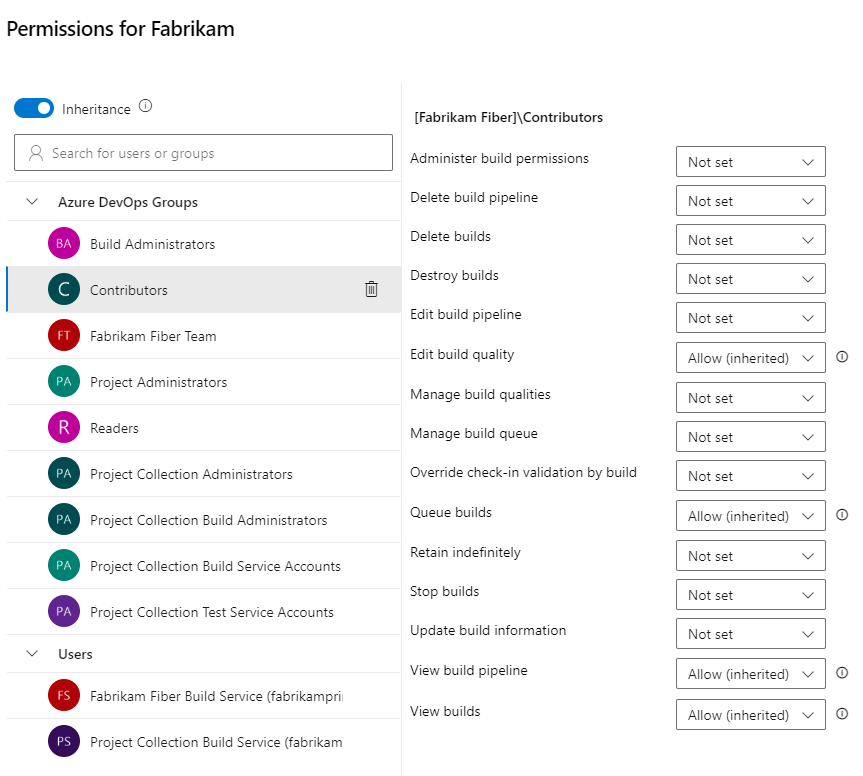 Permissions for Fabrikam
Inheritance
Search for users or groups
Azure DevOps Groups
BA Build Administrators
C Contributors
FT Fabrikam Fiber Team
PA Project Administrators
R Readers
PA Project Collection Administrators
PA Project Collection Build Administrators
PA Project Collection Build Service Accounts
PA Project Collection Test Service Accounts
Users
FS Fabrikam Fiber Build Service (fabrikampri
PS Project Collection Build Service (fabrikam
[Fabrikam Fiber]\Contributors
Administer build permissions Not set
Delete build pipeline Not set
Delete builds Not set
Destroy builds Not set
Edit build pipeline Not set
Edit build quality Allow (inherited)
Manage build qualities Not set
Manage build queue Not set
Override check-in validation by build Not set
Queue builds Allow (inherited)
Retain indefinitely Not set
Stop builds Not set
Update build information Not set
View build pipeline Allow (inherited)
View builds Allow (inherited)